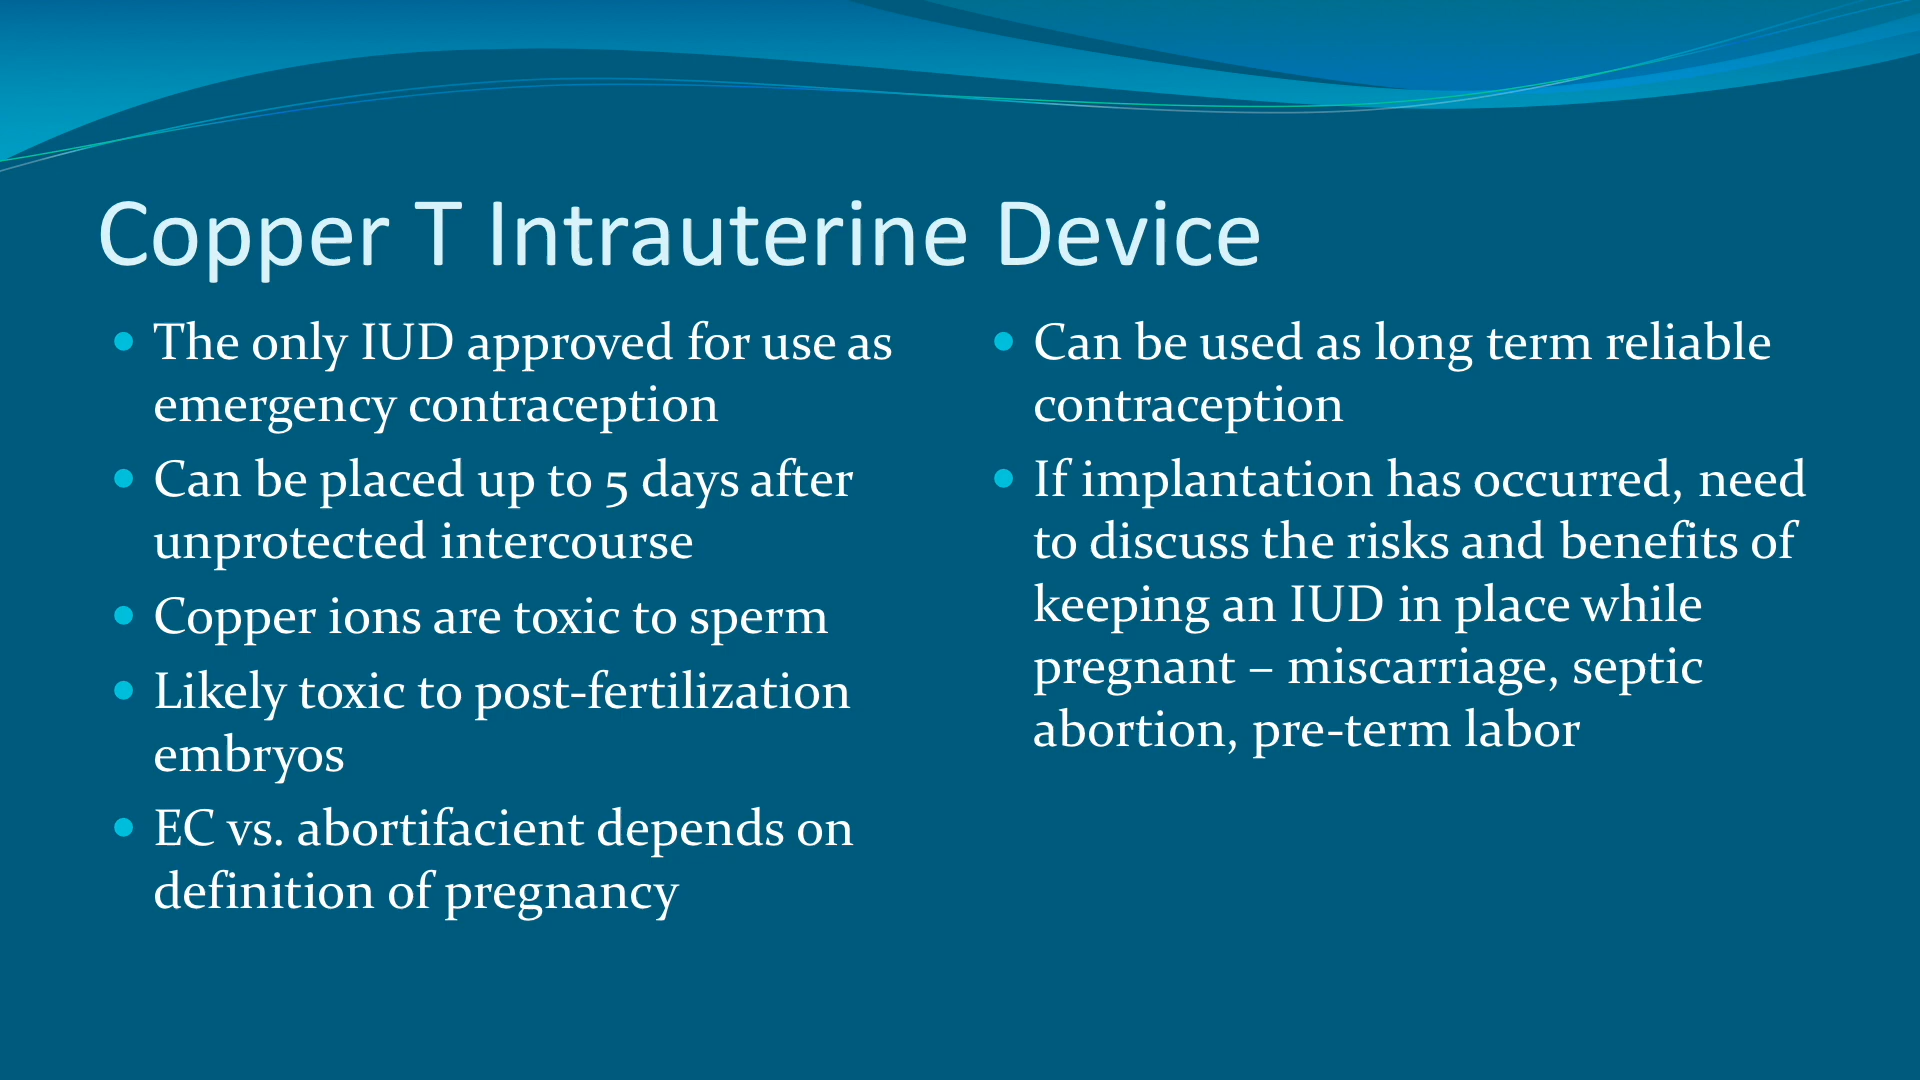 Copper T Intrauterine Device
• The only IUD approved for use as
emergency contraception
• Can be placed up to 5 days after
unprotected intercourse
• Copper ions are toxic to sperm
• Likely toxic to post-fertilization
embryos
• EC vs. abortifacient depends on
definition of pregnancy
• Can be used as long term reliable
contraception
• If implantation has occurred, need
to discuss the risks and benefits of
keeping an IUD in place while
pregnant – miscarriage, septic
abortion, pre-term labor